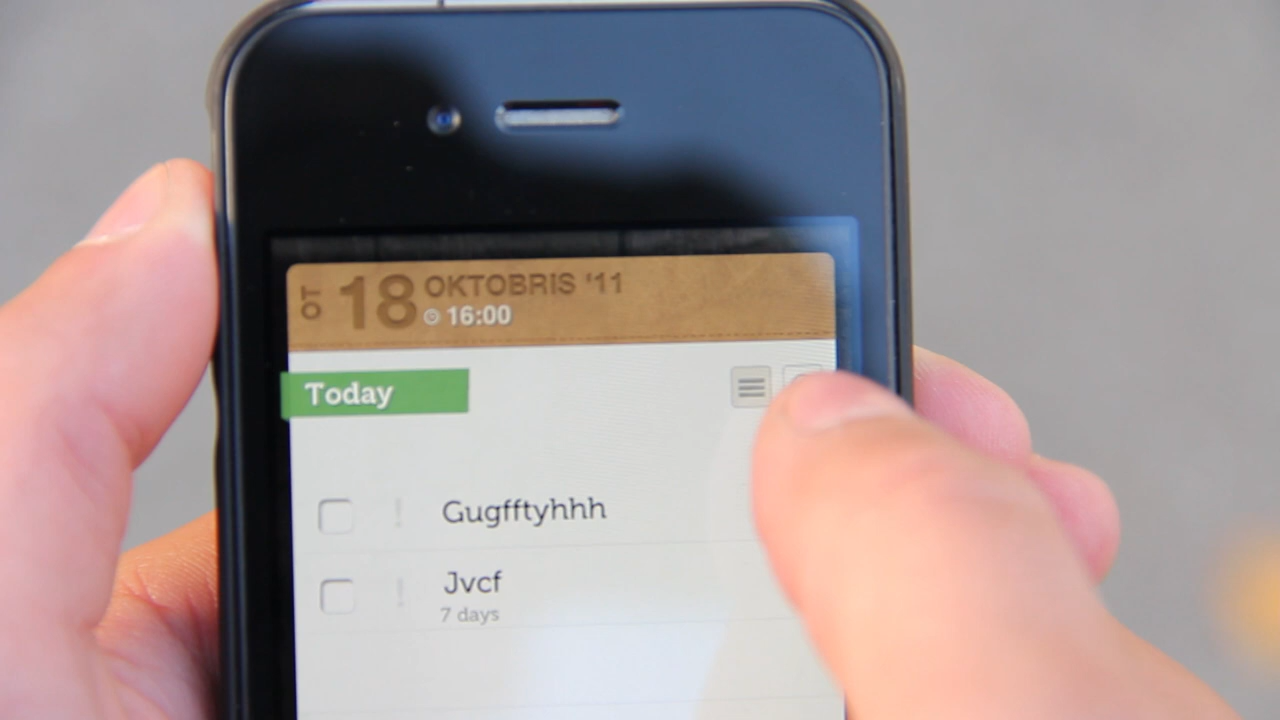 OT
18
OKTOBRIS '11
16:00
Today
Gugfftyhhh
Jvcf
7 days